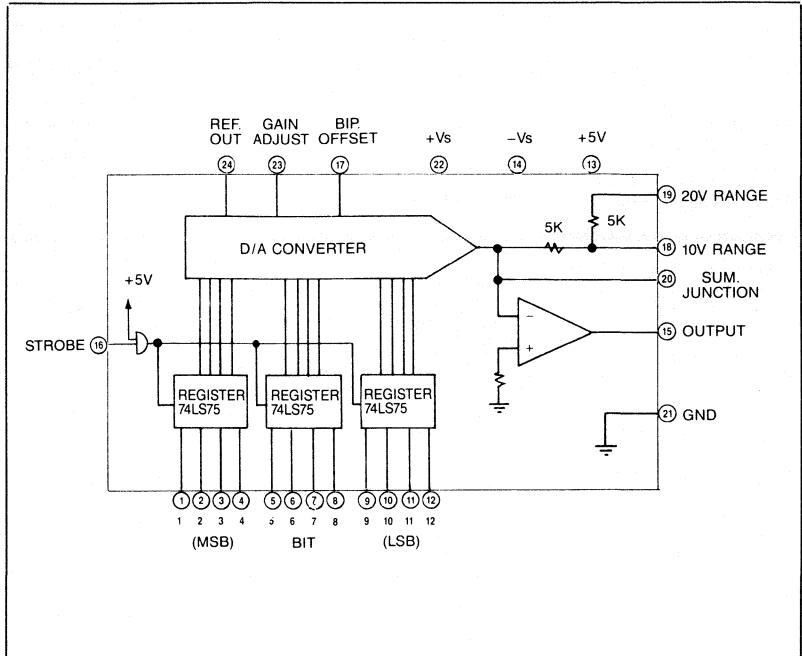 REF. GAIN BIP.
OUT ADJUST OFFSET +Vs −Vs +5V
24 23 17 22 14 13
19 20V RANGE
5K 5K
D/A CONVERTER
18 10V RANGE
+5V
20 SUM.
JUNCTION
−
STROBE 16
15 OUTPUT
+
REGISTER REGISTER REGISTER
74LS75 74LS75 74LS75
21 GND
1 2 3 4 5 6 7 8 9 10 11 12
1 2 3 4 5 6 7 8 9 10 11 12
(MSB) BIT (LSB)